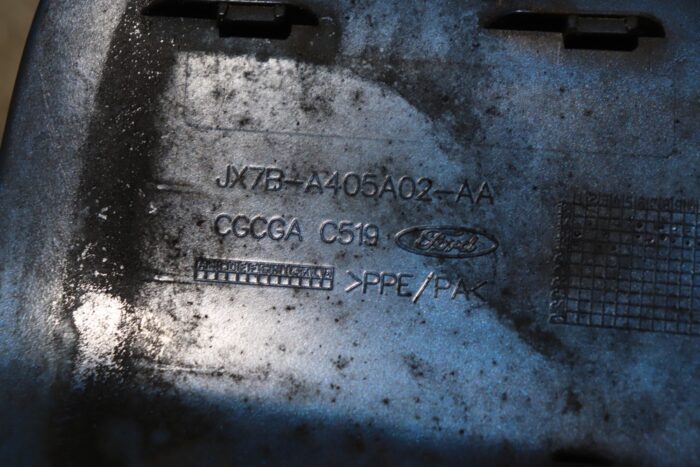 JX7B-A405A02-AA
CGCGA C519 Ford
>PPE/PA<